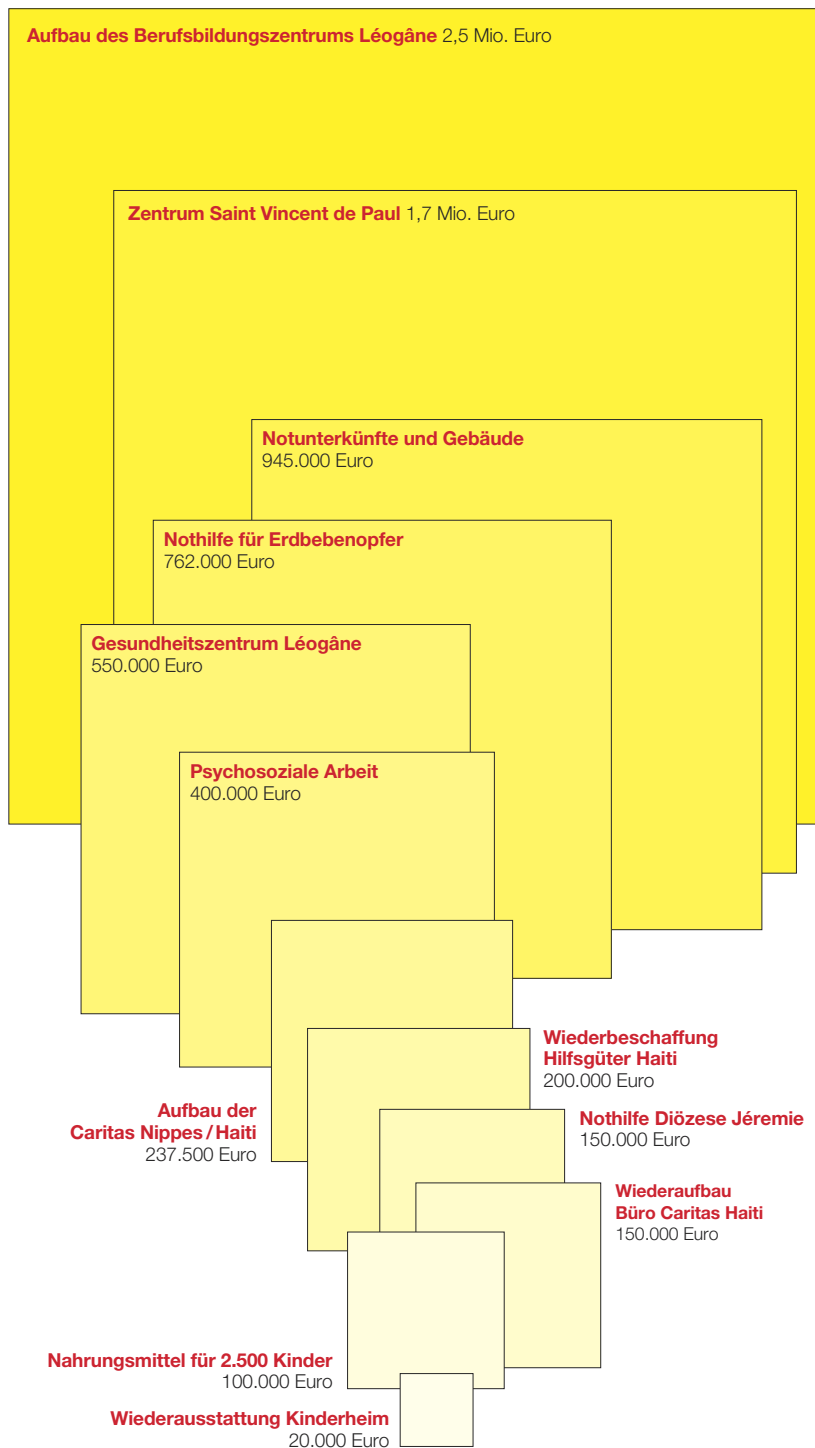 Aufbau des Berufsbildungszentrums Léogâne 2,5 Mio. Euro
Zentrum Saint Vincent de Paul 1,7 Mio. Euro
Notunterkünfte und Gebäude
945.000 Euro
Nothilfe für Erdbebenopfer
762.000 Euro
Gesundheitszentrum Léogâne
550.000 Euro
Psychosoziale Arbeit
400.000 Euro
Wiederbeschaffung
Hilfsgüter Haiti
200.000 Euro
Aufbau der
Caritas Nippes / Haiti
237.500 Euro
Nothilfe Diözese Jéremie
150.000 Euro
Wiederaufbau
Büro Caritas Haiti
150.000 Euro
Nahrungsmittel für 2.500 Kinder
100.000 Euro
Wiederausstattung Kinderheim
20.000 Euro